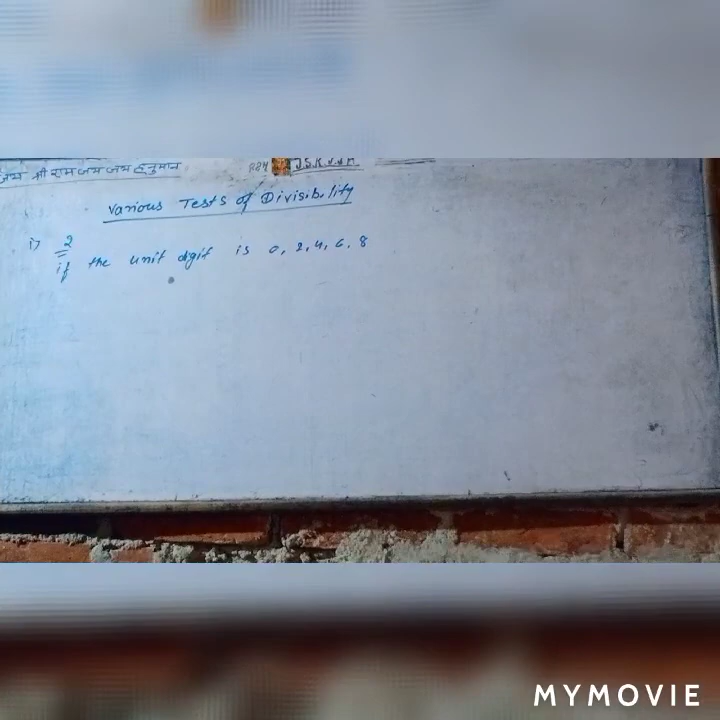 जय श्री राम जय जय हनुमान
J.S.K.J.J.M.
Various Tests of Divisibility
i) 2
if the unit digit is 0, 2, 4, 6, 8
MYMOVIE